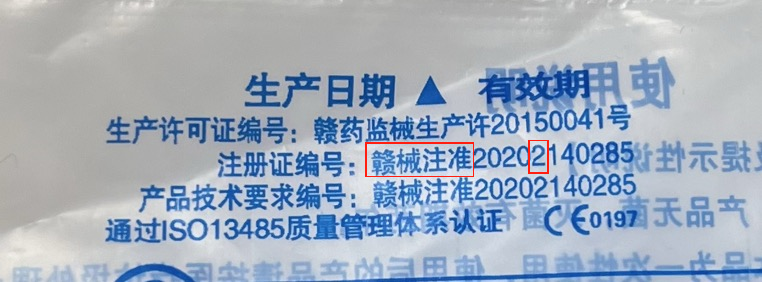 生产日期 ▲ 有效期
生产许可证编号：赣药监械生产许20150041号
注册证编号：赣械注准20202140285
产品技术要求编号：赣械注准20202140285
通过ISO13485质量管理体系认证 CE0197
使用说明